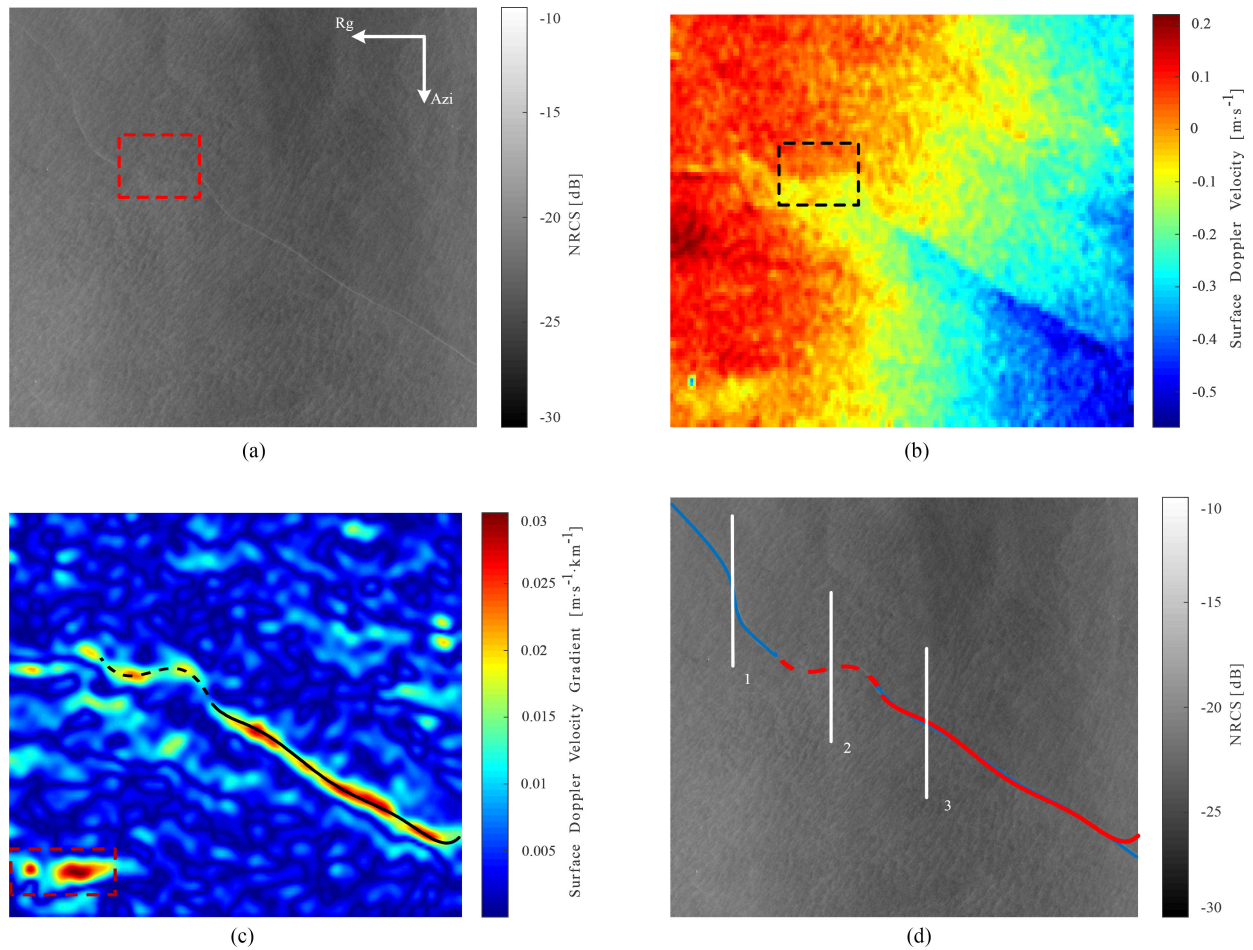 Rg
Azi
-10
-15
-20
-25
-30
NRCS [ dB]
(a)
0.2
0.1
0
-0.1
-0.2
-0.3
-0.4
-0.5
Surface Doppler Velocity [m·s⁻¹]
(b)
0.03
0.025
0.02
0.015
0.01
0.005
Surface Doppler Velocity Gradient [m·s⁻¹·km⁻¹]
(c)
1
2
3
-10
-15
-20
-25
-30
NRCS [ dB]
(d)